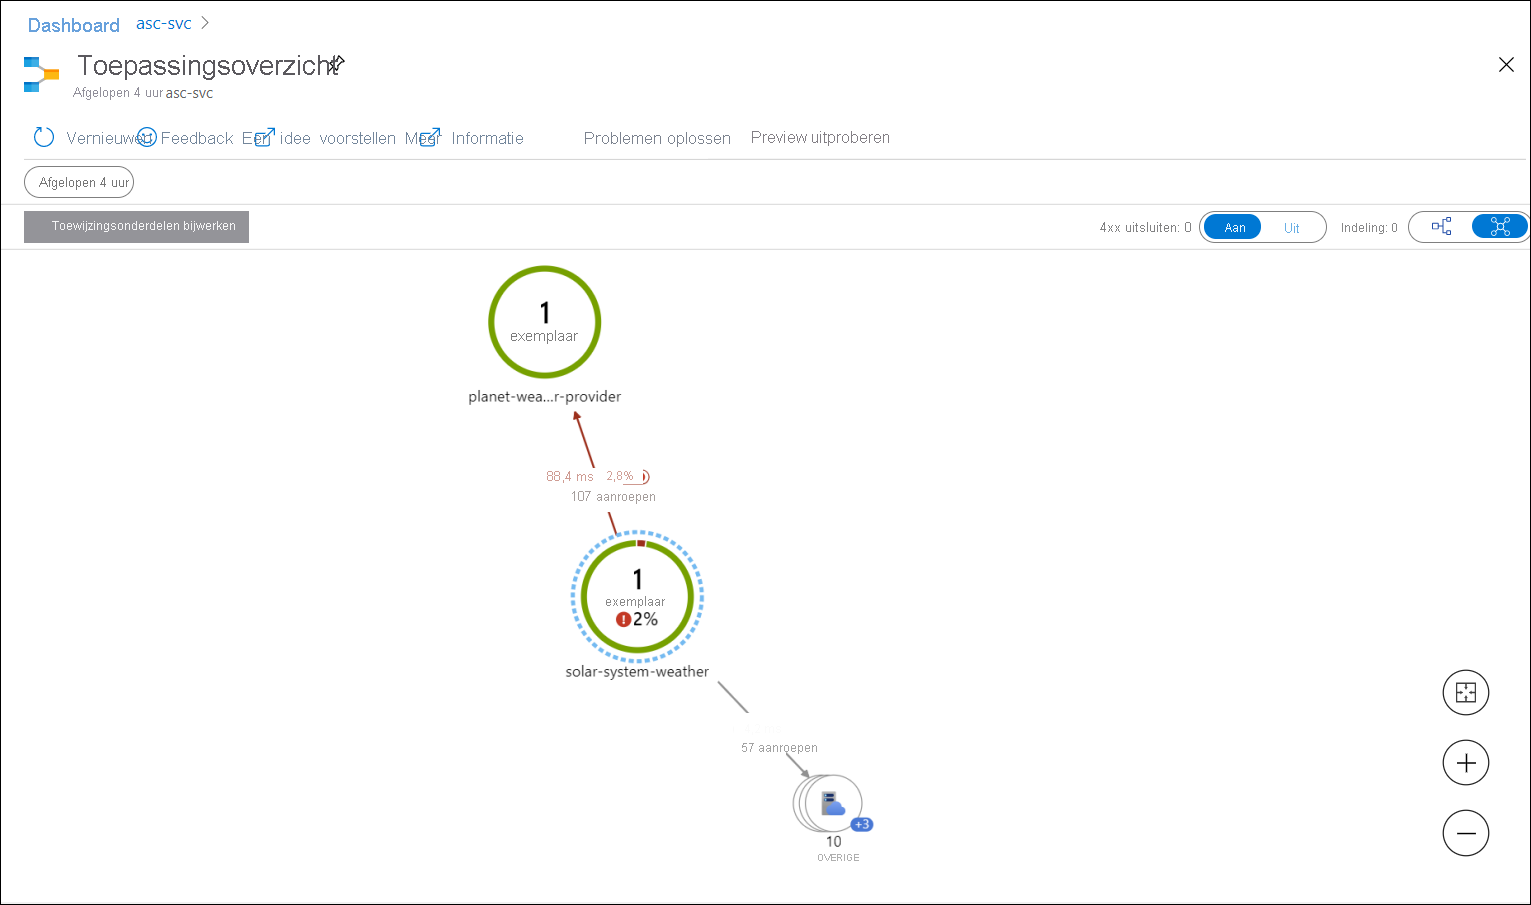 Dashboard asc-svc
Toepassingsoverzicht
Afgelopen 4 uur asc-svc
Vernieuwen Feedback Een idee voorstellen Meer Informatie Problemen oplossen Preview uitproberen
Afgelopen 4 uur
Toewijzingsonderdelen bijwerken 4xx uitsluiten: 0 Aan Uit Indeling: 0
1
exemplaar
planet-wea...r-provider
88,4 ms 2,8%
107 aanroepen
1
exemplaar
2%
solar-system-weather
57 aanroepen
+3
10
OVERIGE